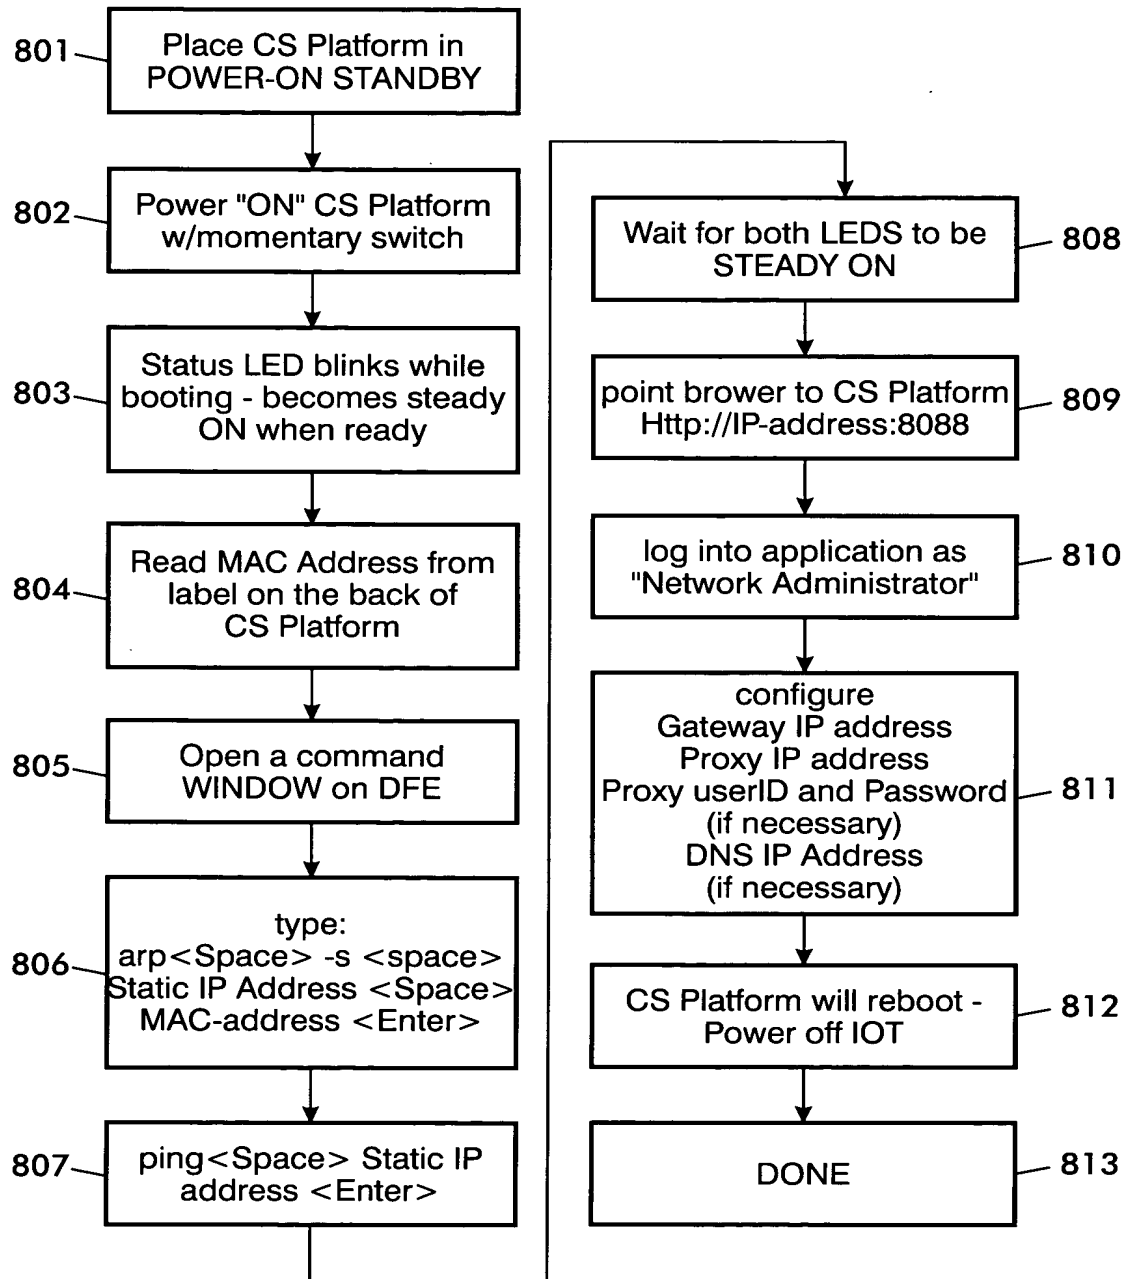 801
Place CS Platform in
POWER-ON STANDBY
802
Power "ON" CS Platform
w/momentary switch
803
Status LED blinks while
booting - becomes steady
ON when ready
804
Read MAC Address from
label on the back of
CS Platform
805
Open a command
WINDOW on DFE
806
type:
arp<Space> -s <space>
Static IP Address <Space>
MAC-address <Enter>
807
ping<Space> Static IP
address <Enter>
Wait for both LEDS to be
STEADY ON
808
point brower to CS Platform
Http://IP-address:8088
809
log into application as
"Network Administrator"
810
configure
Gateway IP address
Proxy IP address
Proxy userID and Password
(if necessary)
DNS IP Address
(if necessary)
811
CS Platform will reboot -
Power off IOT
812
DONE
813